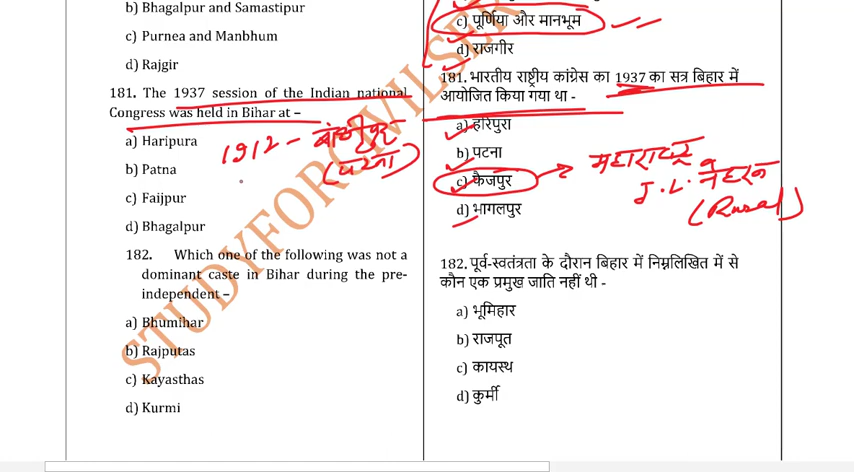 b) Bhagalpur and Samastipur
c) Purnea and Manbhum
d) Rajgir
181. The 1937 session of the Indian national
Congress was held in Bihar at –
a) Haripura
b) Patna
c) Faijpur
d) Bhagalpur
1912 - बांकीपुर
(पटना)
182. Which one of the following was not a
dominant caste in Bihar during the pre-
independent –
a) Bhumihar
b) Rajputas
c) Kayasthas
d) Kurmi
c) पूर्णिया और मानभूम
d) राजगीर
181. भारतीय राष्ट्रीय कांग्रेस का 1937 का सत्र बिहार में
आयोजित किया गया था -
a) हरिपुरा
b) पटना
c) फैजपुर
d) भागलपुर
महाराष्ट्र
J. L. नेहरू
(Rural)
182. पूर्व-स्वतंत्रता के दौरान बिहार में निम्नलिखित में से
कौन एक प्रमुख जाति नहीं थी -
a) भूमिहार
b) राजपूत
c) कायस्थ
d) कुर्मी